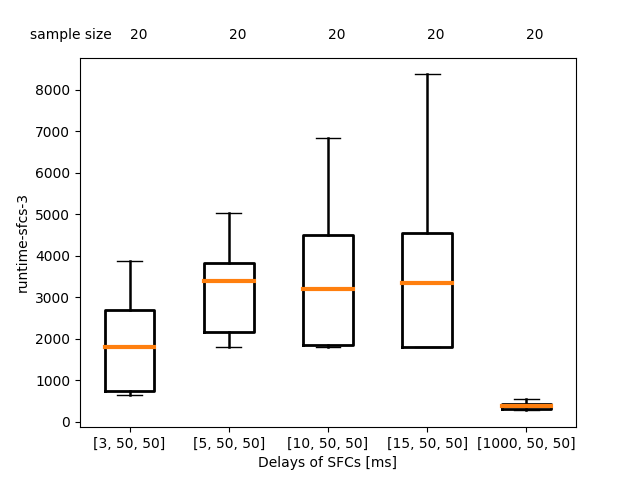 sample size 20 20 20 20 20
8000
7000
6000
5000
4000
3000
2000
1000
0
runtime-sfcs-3
[3, 50, 50] [5, 50, 50] [10, 50, 50] [15, 50, 50] [1000, 50, 50]
Delays of SFCs [ms]